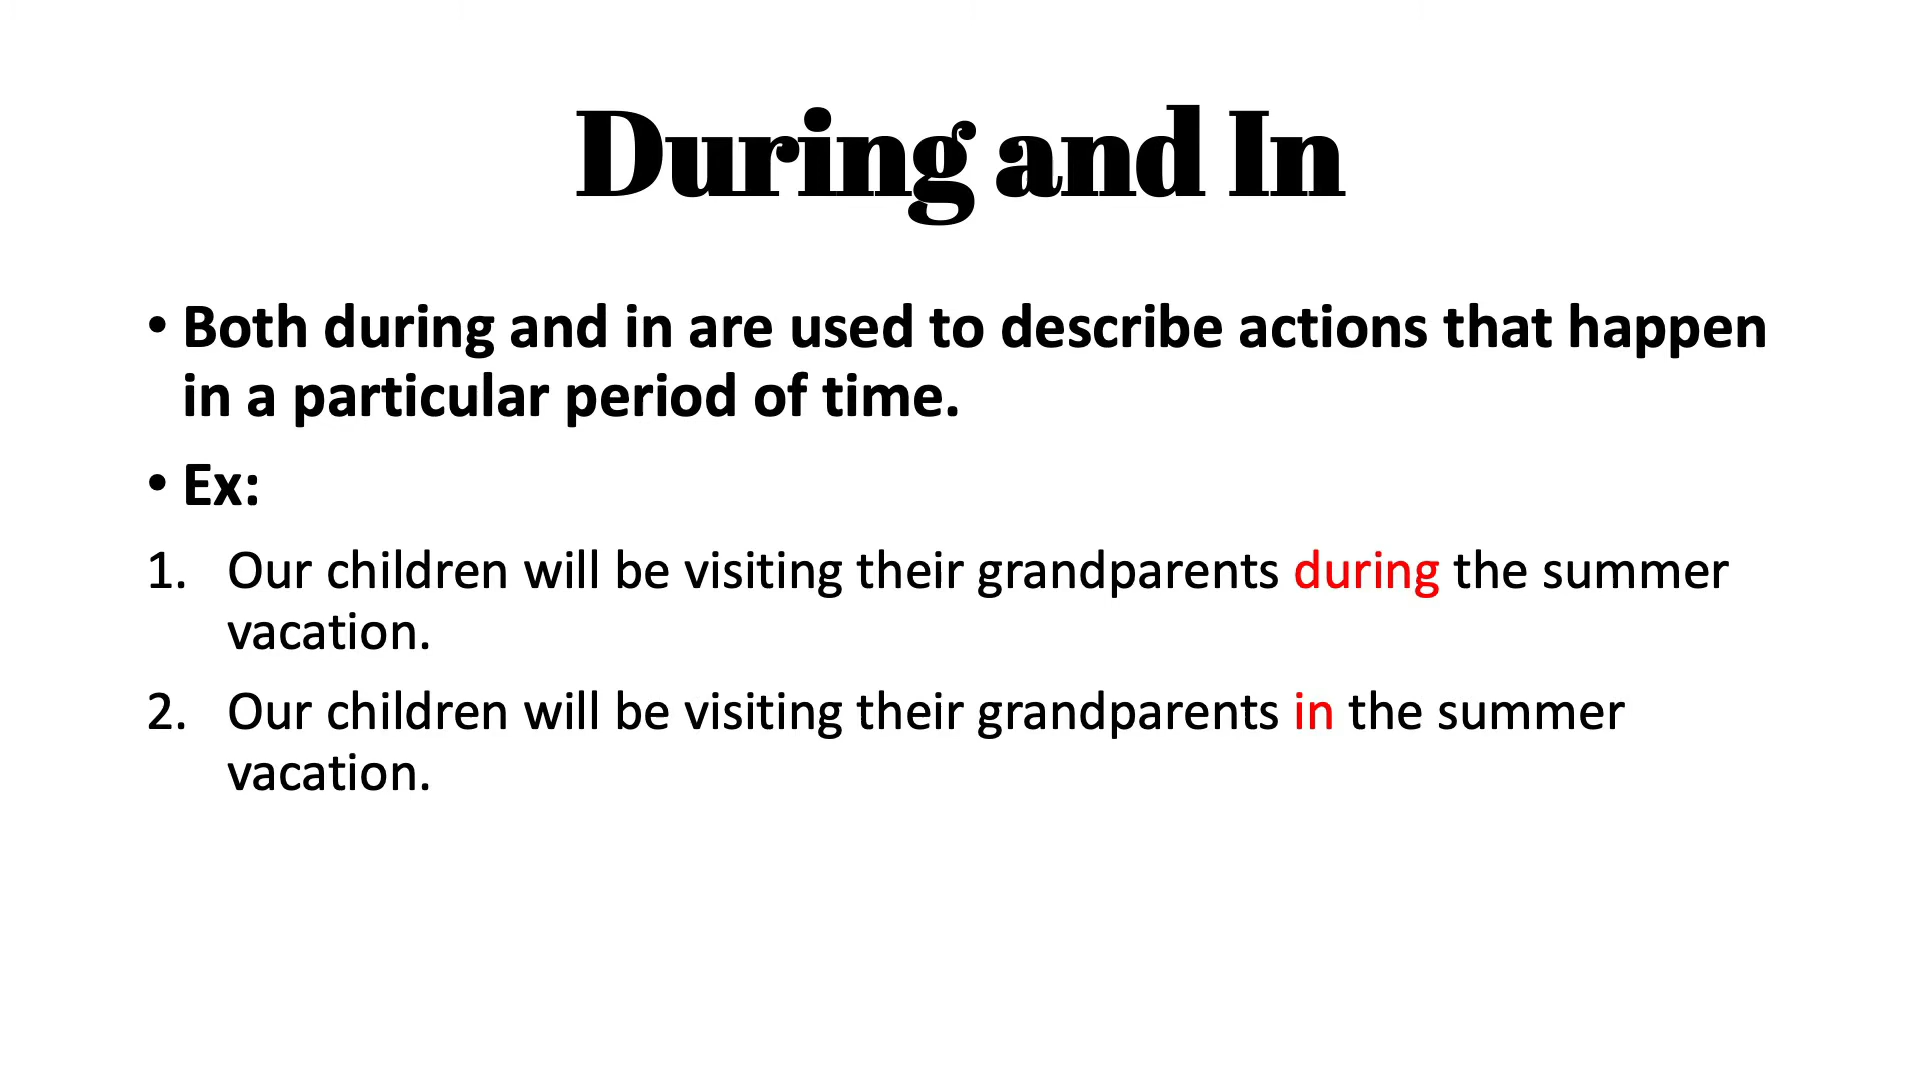 During and In
• Both during and in are used to describe actions that happen
in a particular period of time.
• Ex:
1. Our children will be visiting their grandparents during the summer
vacation.
2. Our children will be visiting their grandparents in the summer
vacation.